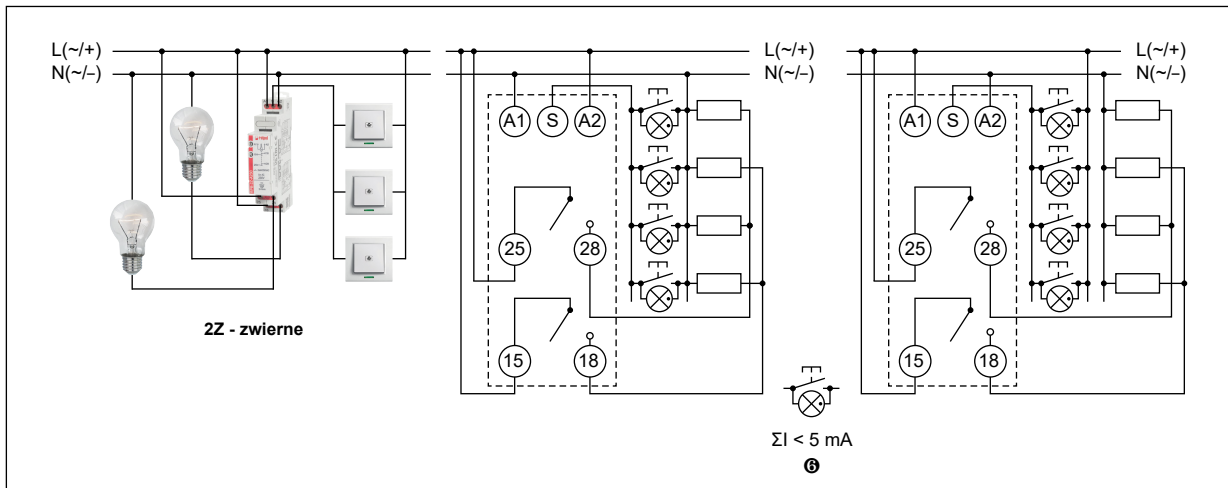 L(~/+)
N(~/–)
L(~/+)
N(~/–)
L(~/+)
N(~/–)
A1 S A2
A1 S A2
25 28
25 28
2Z - zwierne
15 18
15 18
ΣI < 5 mA
❻